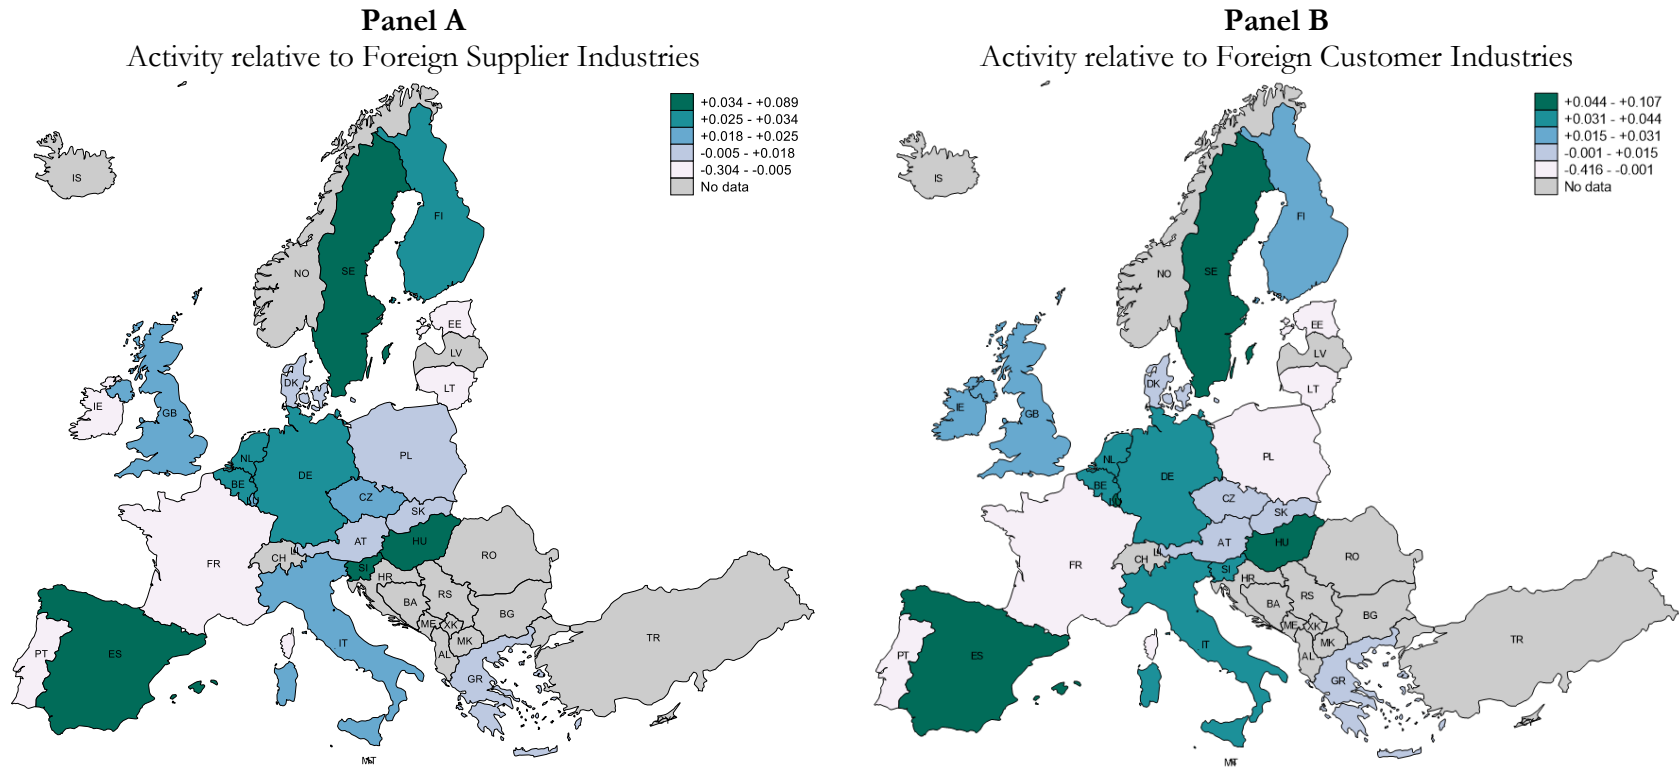 Panel A
Activity relative to Foreign Supplier Industries
+0.034 - +0.089
+0.025 - +0.034
+0.018 - +0.025
-0.005 - +0.018
-0.304 - -0.005
No data
IS
FI
NO
SE
EE
LV
LT
DK
IE
GB
NL
BE
DE
PL
CZ
SK
AT
HU
FR
CH
SI
HR
RO
BA
RS
ME
XK
BG
MK
AL
IT
PT
ES
GR
TR
Panel B
Activity relative to Foreign Customer Industries
+0.044 - +0.107
+0.031 - +0.044
+0.015 - +0.031
-0.001 - +0.015
-0.416 - -0.001
No data
IS
FI
NO
SE
EE
LV
LT
DK
IE
GB
NL
BE
DE
PL
CZ
SK
AT
HU
FR
CH
SI
HR
RO
BA
RS
ME
XK
BG
MK
AL
IT
PT
ES
GR
TR